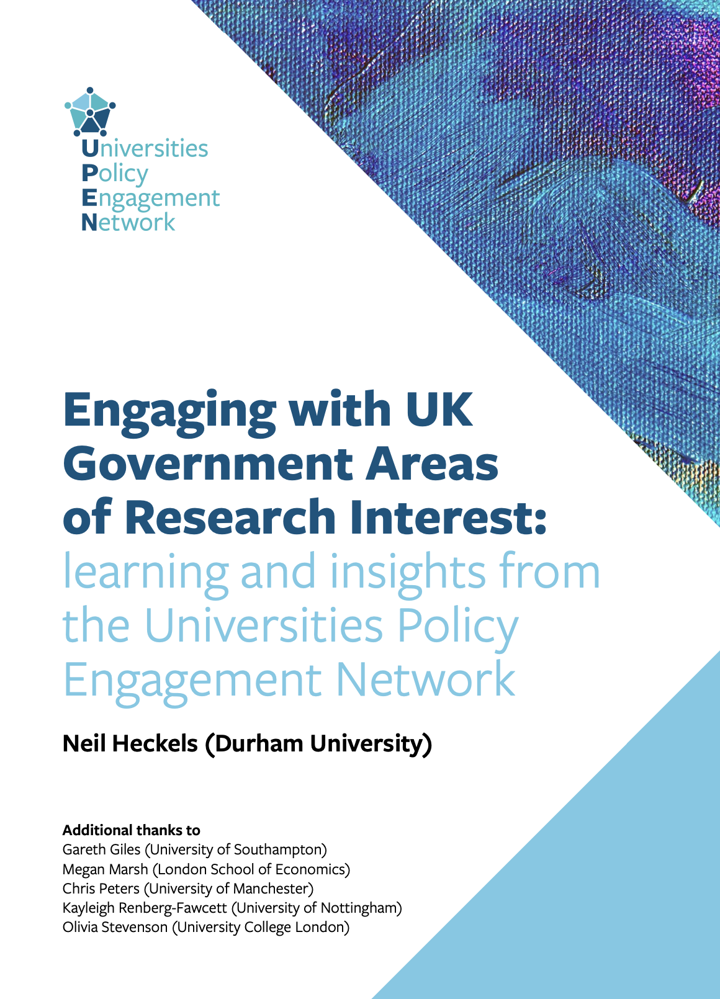 Universities
Policy
Engagement
Network
Engaging with UK
Government Areas
of Research Interest:
learning and insights from
the Universities Policy
Engagement Network
Neil Heckels (Durham University)
Additional thanks to
Gareth Giles (University of Southampton)
Megan Marsh (London School of Economics)
Chris Peters (University of Manchester)
Kayleigh Renberg-Fawcett (University of Nottingham)
Olivia Stevenson (University College London)